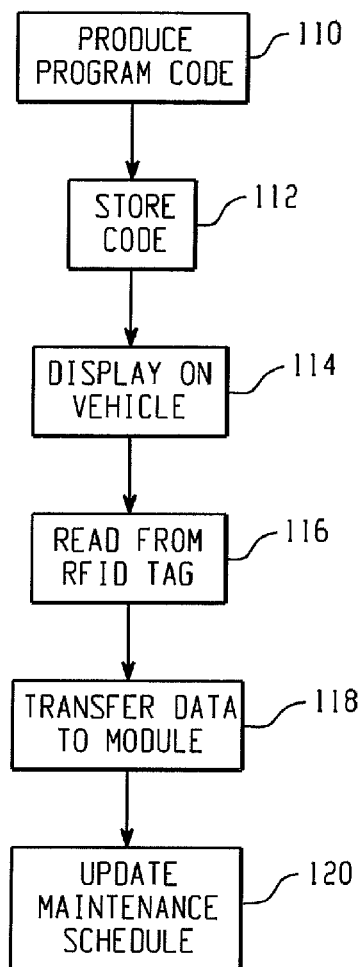 PRODUCE
PROGRAM CODE
110
STORE
CODE
112
DISPLAY ON
VEHICLE
114
READ FROM
RFID TAG
116
TRANSFER DATA
TO MODULE
118
UPDATE
MAINTENANCE
SCHEDULE
120